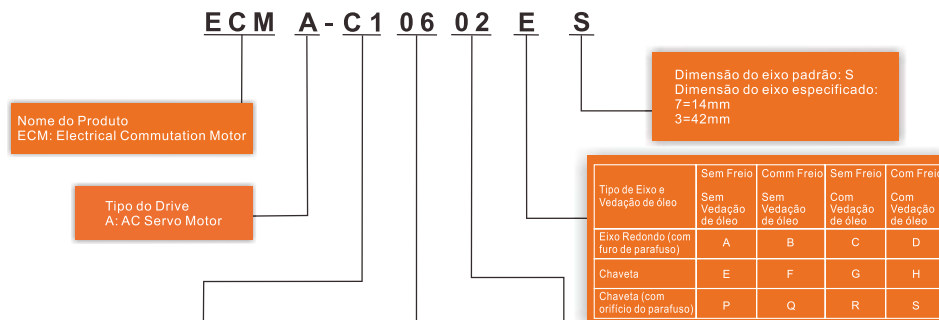 ECM A-C1 06 02 E S
Dimensão do eixo padrão: S
Dimensão do eixo especificado:
7=14mm
3=42mm
Nome do Produto
ECM: Electrical Commutation Motor
Tipo do Drive
A: AC Servo Motor
Tipo de Eixo e
Vedação de óleo
Sem Freio
Sem
Vedação
de óleo
Comm Freio
Sem
Vedação
de óleo
Sem Freio
Com
Vedação
de óleo
Com Freio
Com
Vedação
de óleo
Eixo Redondo (com
furo de parafuso)
A B C D
Chaveta
E F G H
Chaveta (com
orifício do parafuso)
P Q R S